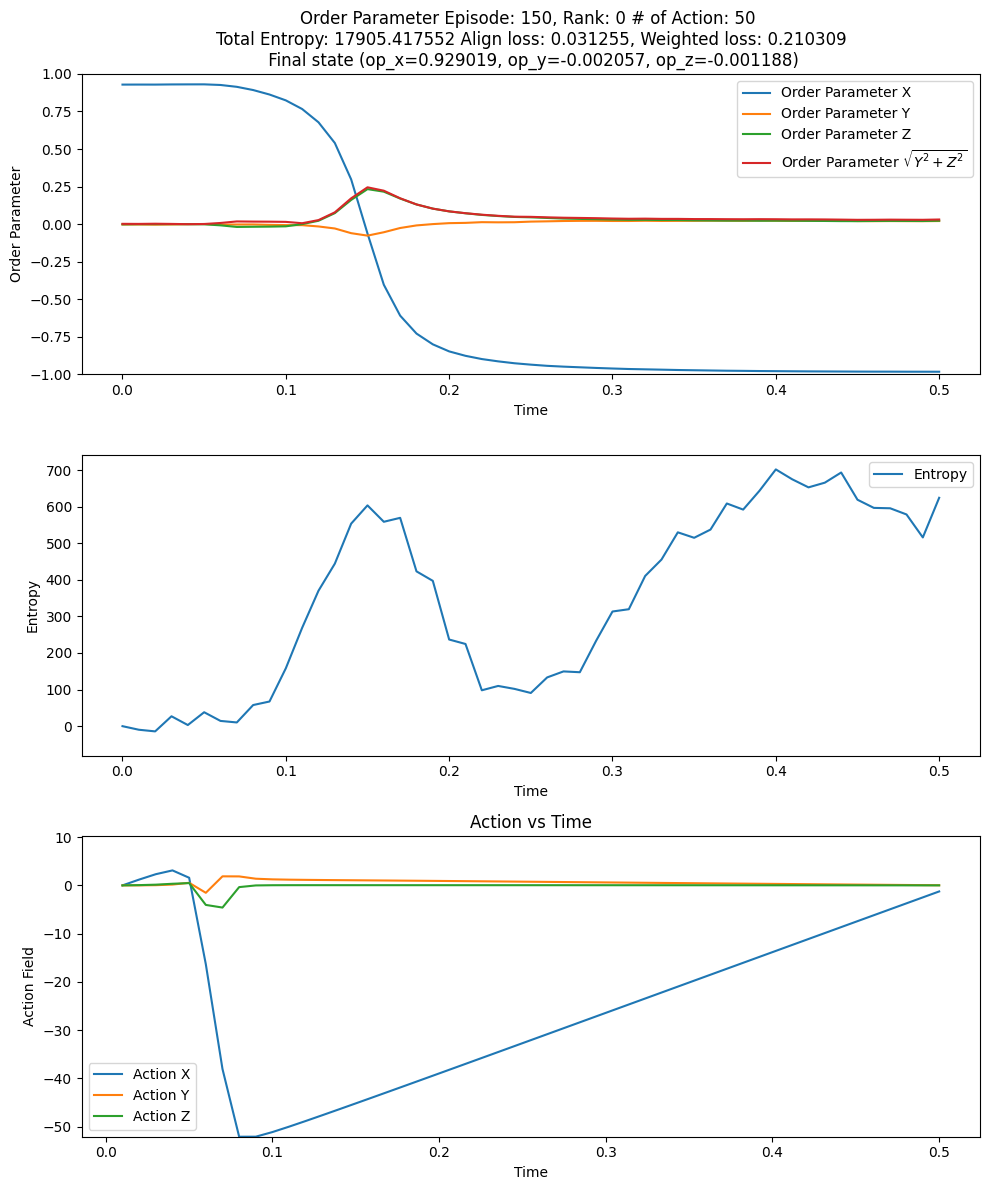 Order Parameter Episode: 150, Rank: 0 # of Action: 50
Total Entropy: 17905.417552 Align loss: 0.031255, Weighted loss: 0.210309
Final state (op_x=0.929019, op_y=-0.002057, op_z=-0.001188)
1.00
0.75
0.50
0.25
0.00
−0.25
−0.50
−0.75
−1.00
Order Parameter
Order Parameter X
Order Parameter Y
Order Parameter Z
Order Parameter √Y² + Z²
0.0 0.1 0.2 0.3 0.4 0.5
Time
700
600
500
400
300
200
100
0
Entropy
Entropy
0.0 0.1 0.2 0.3 0.4 0.5
Time
Action vs Time
10
0
−10
−20
−30
−40
−50
Action Field
Action X
Action Y
Action Z
0.0 0.1 0.2 0.3 0.4 0.5
Time